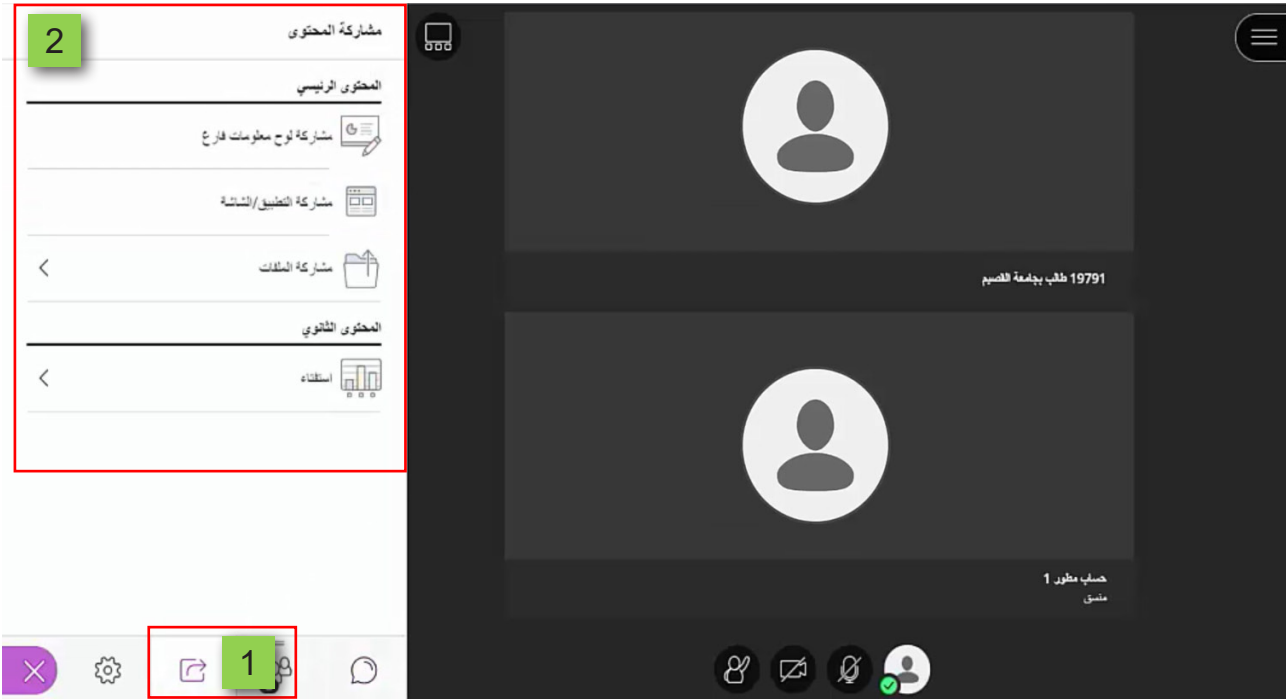 2
مشاركة المحتوى
المحتوى الرئيسي
مشاركة لوح معلومات فارغ
مشاركة التطبيق/الشاشة
مشاركة الملفات
المحتوى الثانوي
استفتاء
1
19791 طالب بجامعة القصيم
حساب مطور 1
منسق